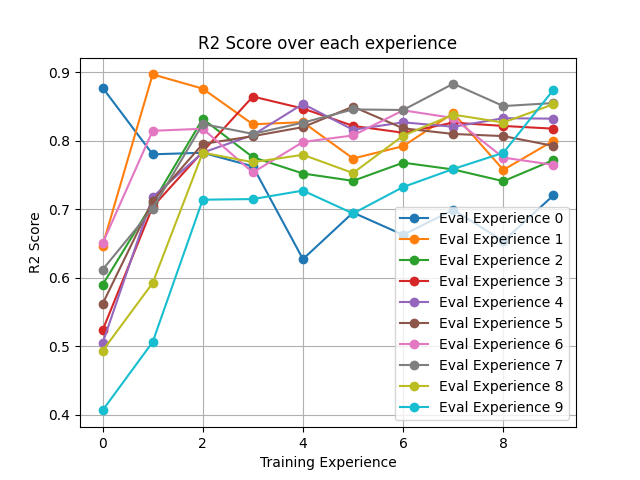 R2 Score over each experience
R2 Score
0.9
0.8
0.7
0.6
0.5
0.4
0
2
4
6
8
Training Experience
Eval Experience 0
Eval Experience 1
Eval Experience 2
Eval Experience 3
Eval Experience 4
Eval Experience 5
Eval Experience 6
Eval Experience 7
Eval Experience 8
Eval Experience 9